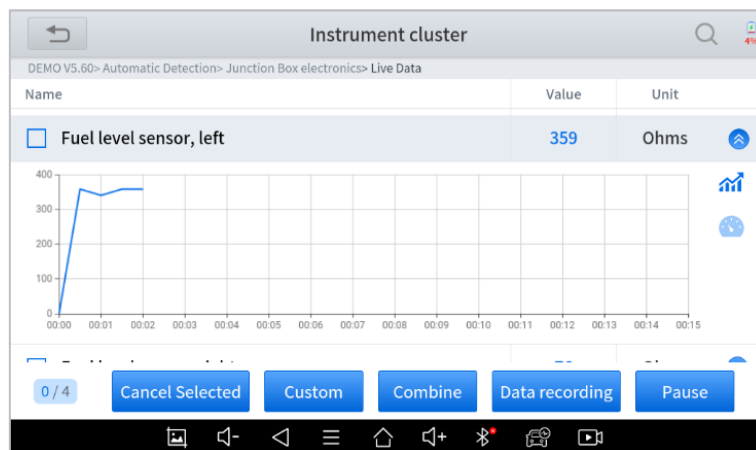 Instrument cluster
4%
DEMO V5.60> Automatic Detection> Junction Box electronics> Live Data
Name Value Unit
Fuel level sensor, left 359 Ohms
400
300
200
100
0
00:00 00:01 00:02 00:03 00:04 00:05 00:06 00:07 00:08 00:09 00:10 00:11 00:12 00:13 00:14 00:15
0 / 4 Cancel Selected Custom Combine Data recording Pause